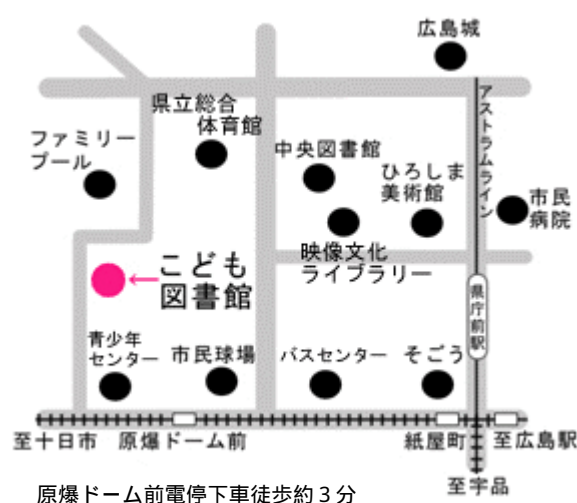 広島城
県立総合
体育館
アストラムライン
ファミリー
プール
中央図書館
ひろしま
美術館
市民
病院
映像文化
ライブラリー
←こども
図書館
県庁前駅
青少年
センター
市民球場
バスセンター
そごう
至十日市
原爆ドーム前
紙屋町
至広島駅
至宇品
原爆ドーム前電停下車徒歩約3分